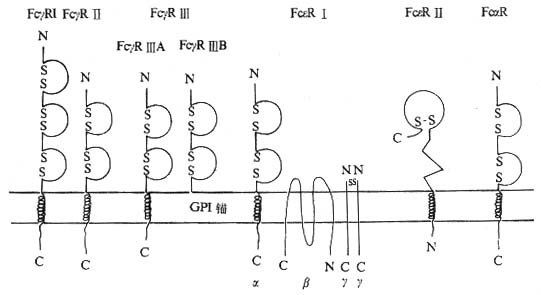 FcγRI FcγR II FcγR III FcεR I FcεR II FcαR
FcγR IIIA FcγR IIIB
N N N N N N
S S S S S S S S S S S S
S S S S S S S S S S S-S S S
C
S S S S S S S S S S N N S S
SS
GPI 锚
C C C C N C C N C
α β γ γ